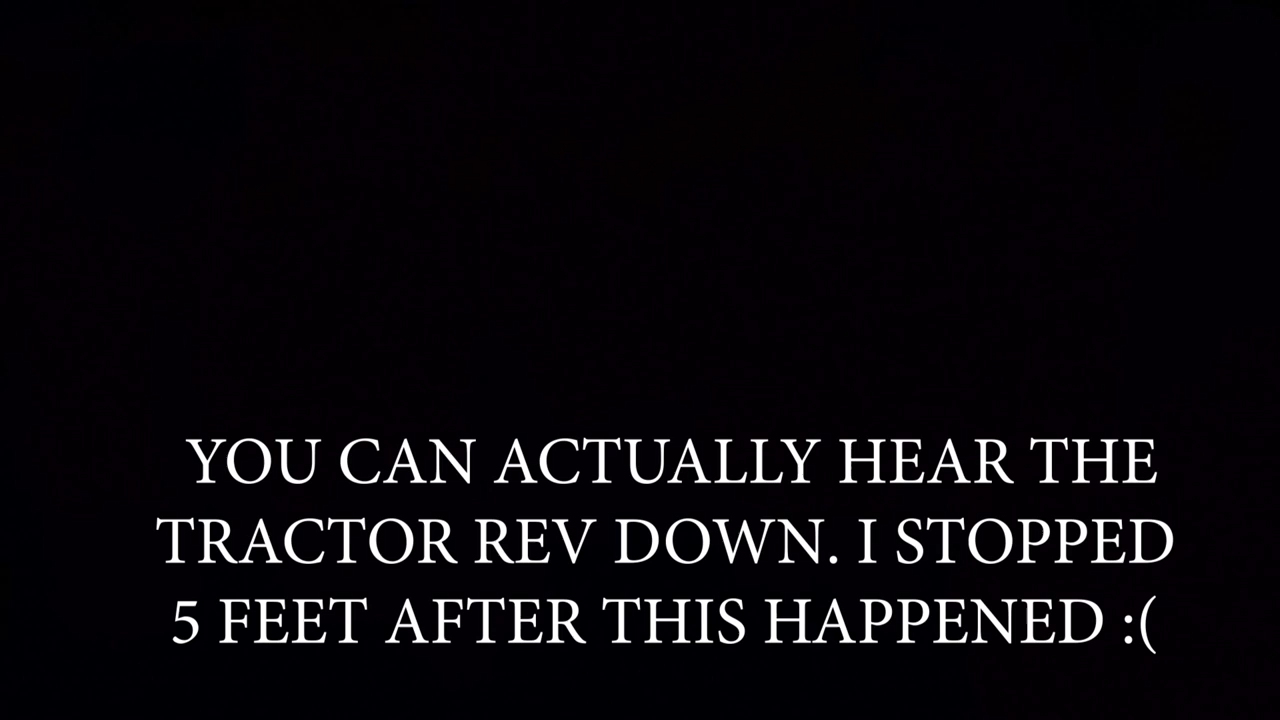 YOU CAN ACTUALLY HEAR THE
TRACTOR REV DOWN. I STOPPED
5 FEET AFTER THIS HAPPENED :(